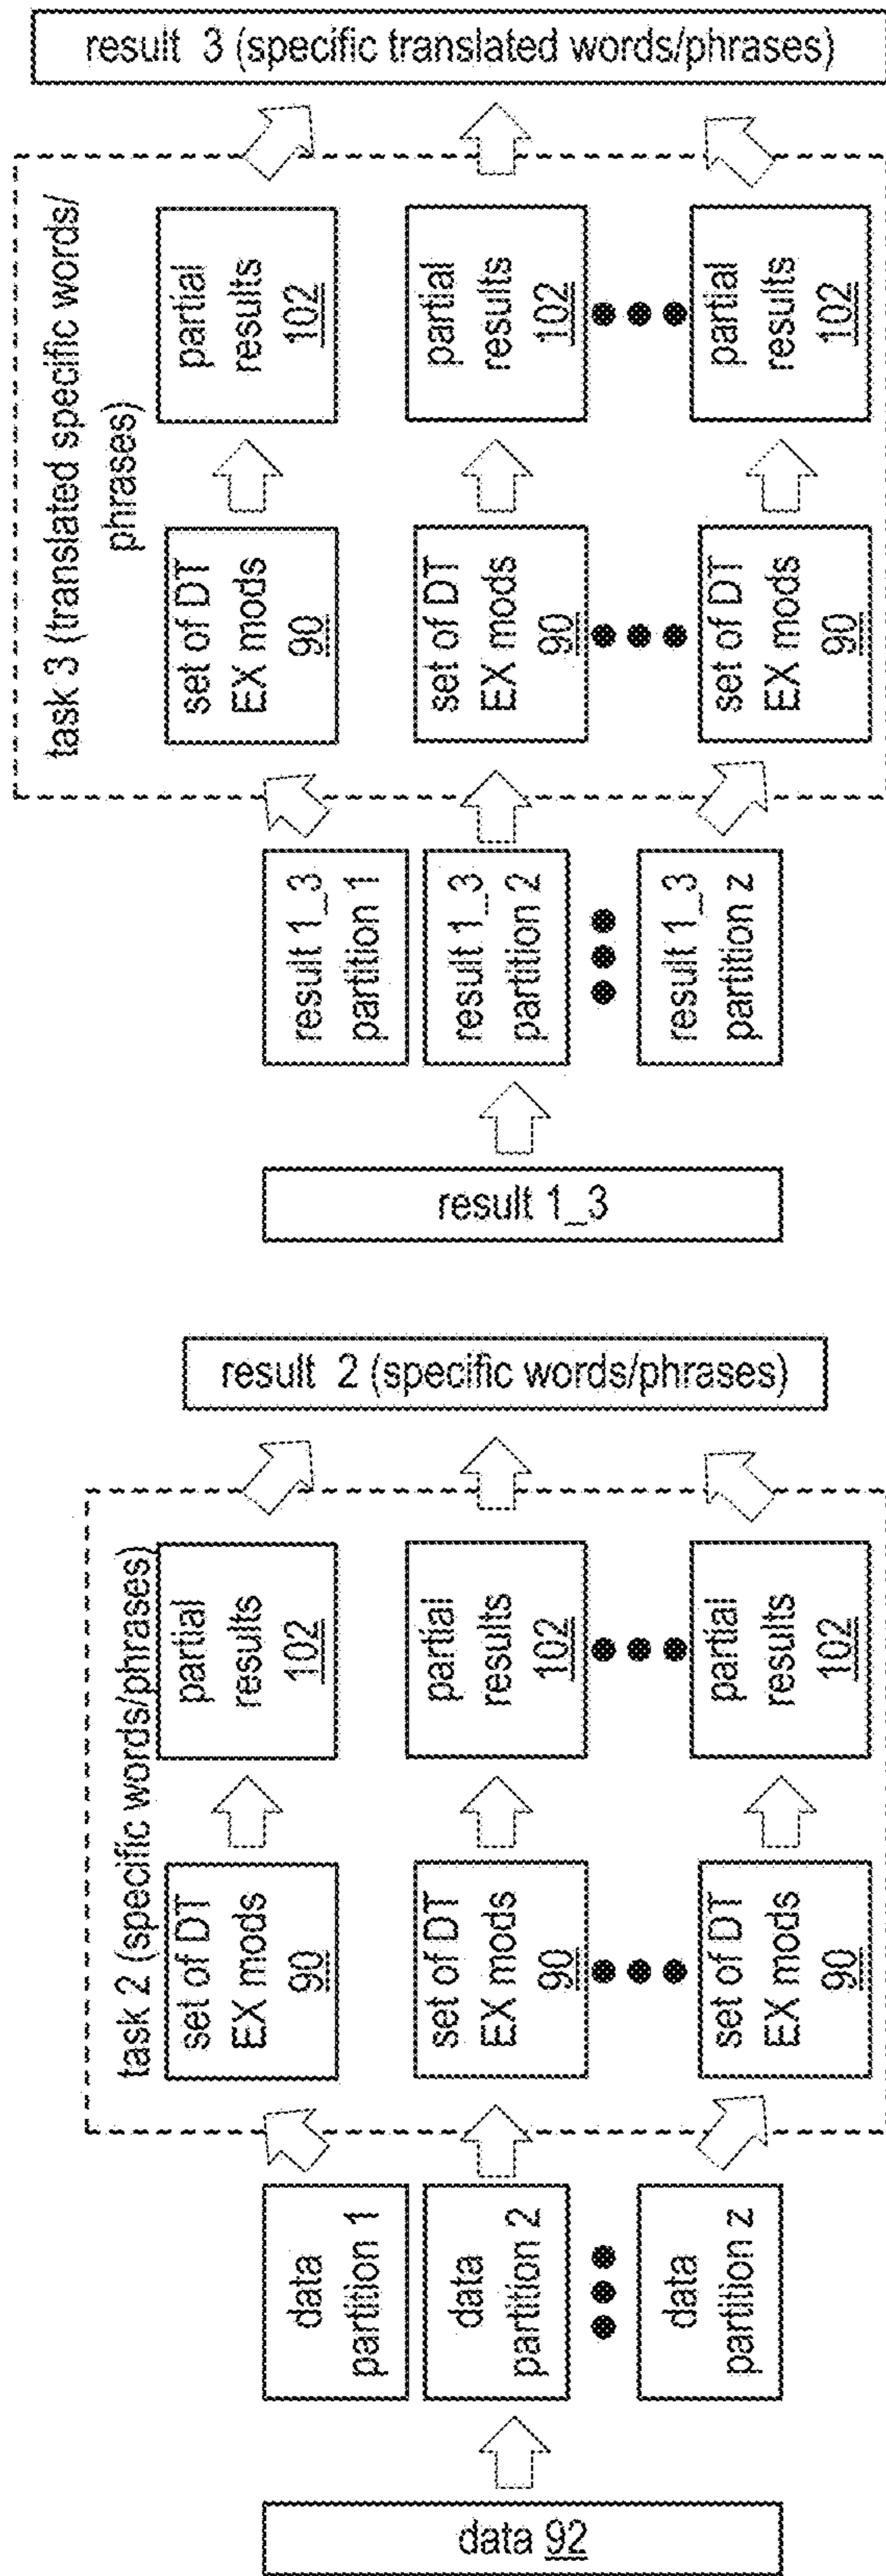 data 92
data
partition 1
data
partition 2
data
partition z
task 2 (specific words/phrases)
set of DT
EX mods
90
set of DT
EX mods
90
set of DT
EX mods
90
partial
results
102
partial
results
102
partial
results
102
result 2 (specific words/phrases)
result 1_3
result 1_3
partition 1
result 1_3
partition 2
result 1_3
partition z
task 3 (translated specific words/
phrases)
set of DT
EX mods
90
set of DT
EX mods
90
set of DT
EX mods
90
partial
results
102
partial
results
102
partial
results
102
result 3 (specific translated words/phrases)